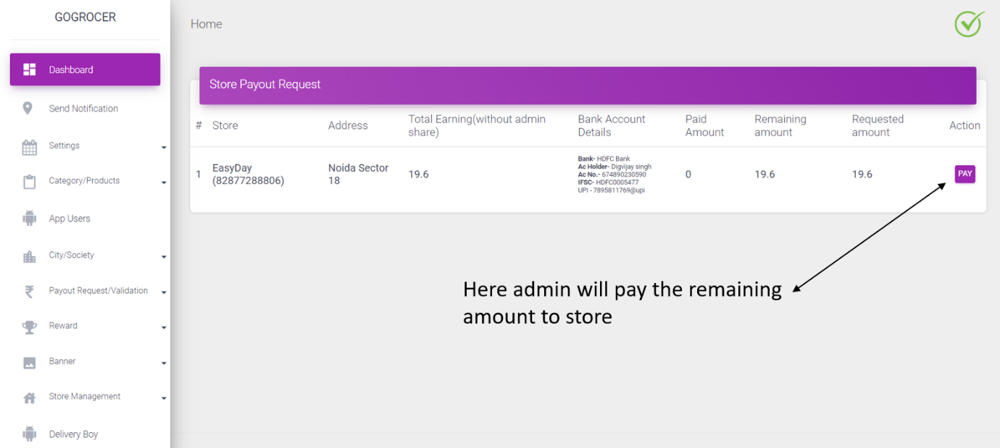 GOGROCER
Home
Dashboard
Send Notification
Settings
Category/Products
App Users
City/Society
Payout Request/Validation
Reward
Banner
Store Management
Delivery Boy
Store Payout Request
# Store Address Total Earning(without admin share) Bank Account Details Paid Amount Remaining amount Requested amount Action
1 EasyDay (82877288806) Noida Sector 18 19.6
Bank- HDFC Bank
Ac Holder- Digvijay singh
Ac No.- 674890230590
IFSC- HDFC0005477
UPI - 7895811769@upi
0 19.6 19.6 PAY
Here admin will pay the remaining
amount to store